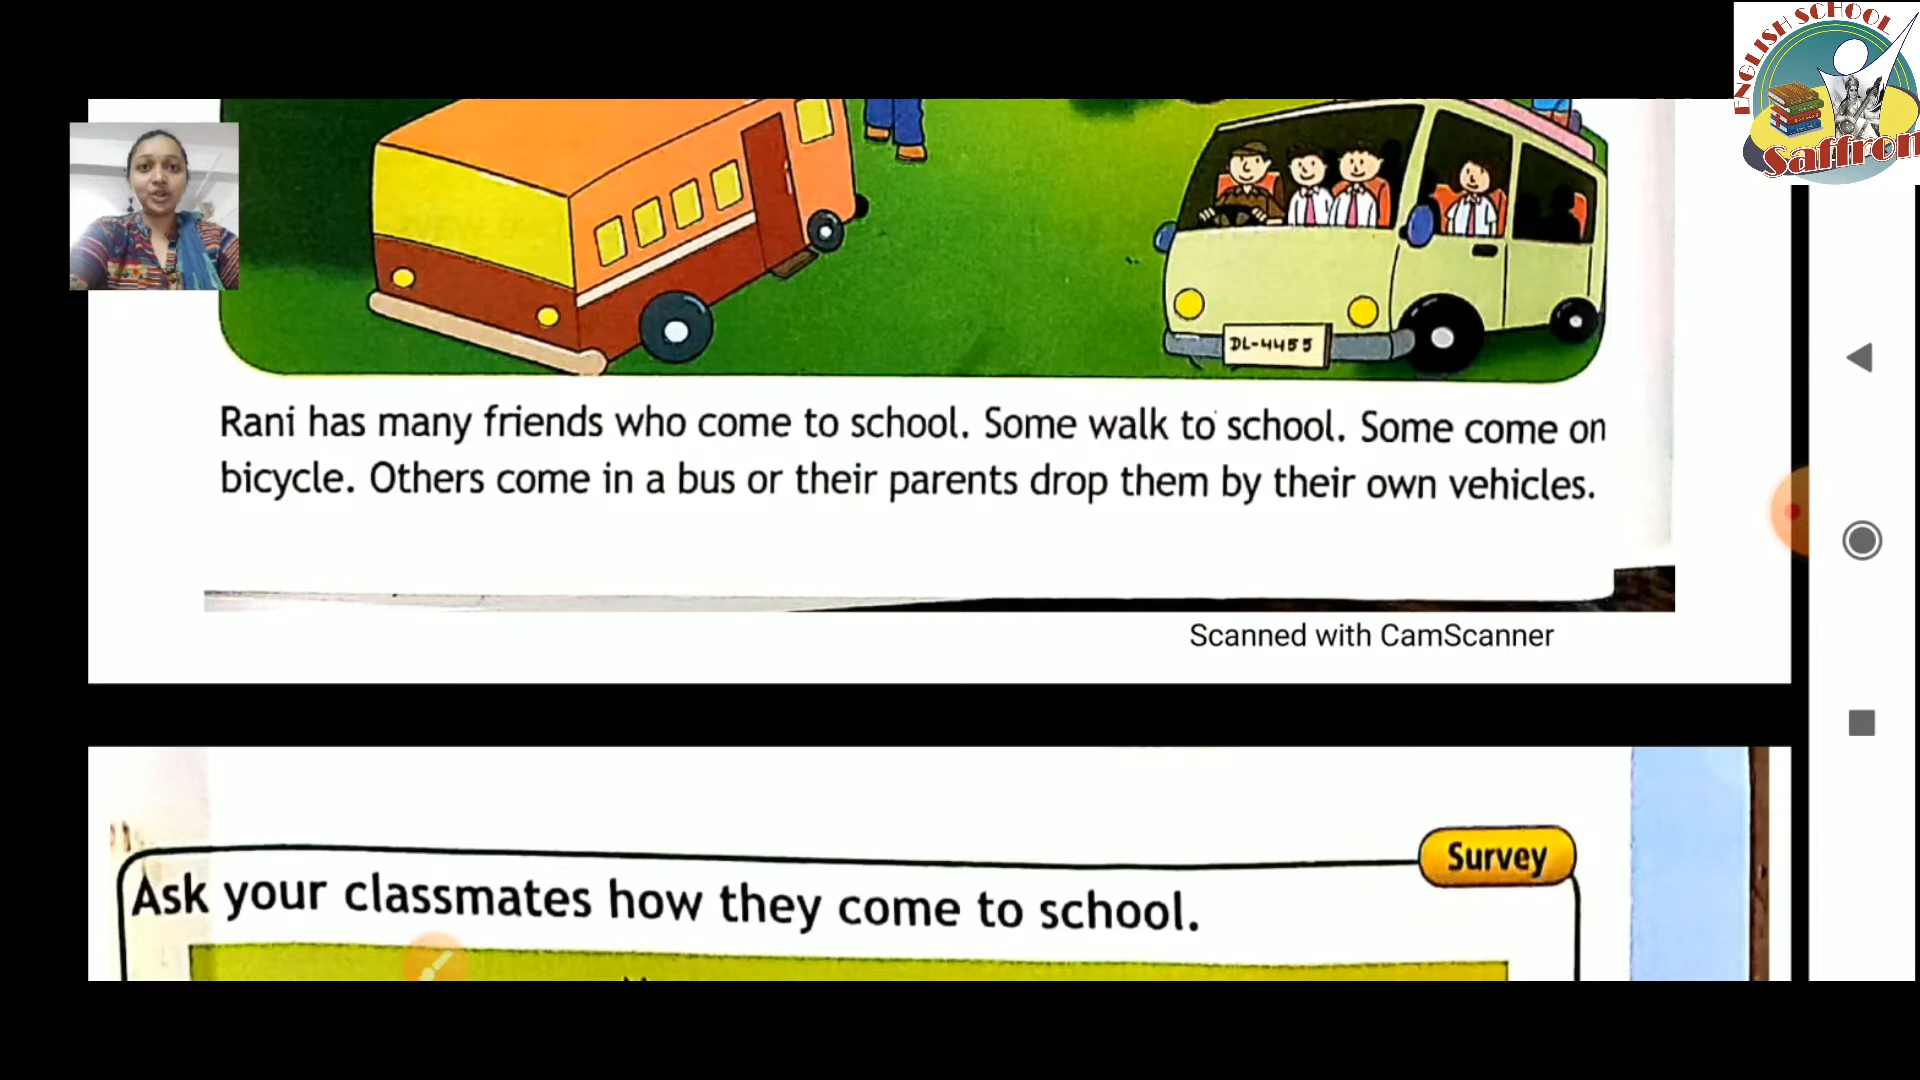 ENGLISH SCHOOL
Saffron
DL-4455
Rani has many friends who come to school. Some walk to school. Some come on
bicycle. Others come in a bus or their parents drop them by their own vehicles.
Scanned with CamScanner
Survey
Ask your classmates how they come to school.